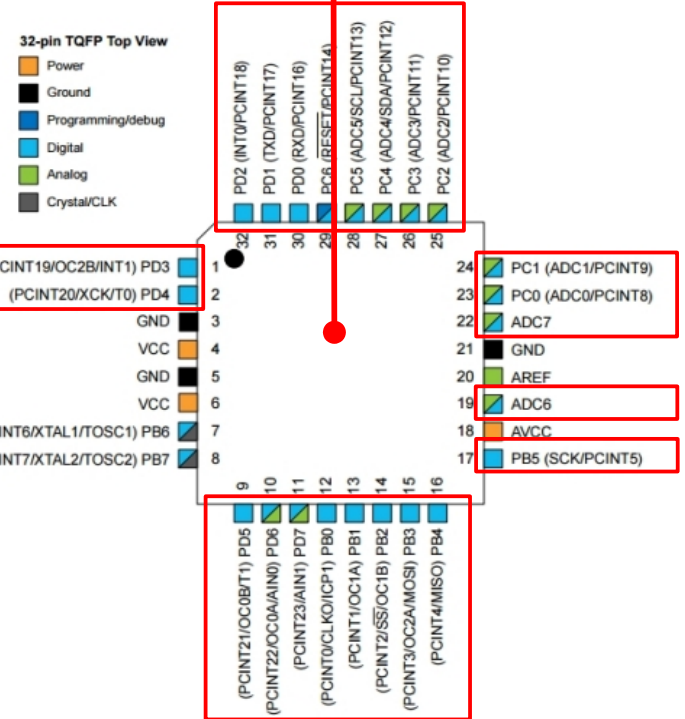 32-pin TQFP Top View
Power
Ground
Programming/debug
Digital
Analog
Crystal/CLK
PD2 (INT0/PCINT18)
PD1 (TXD/PCINT17)
PD0 (RXD/PCINT16)
PC6 (RESET/PCINT14)
PC5 (ADC5/SCL/PCINT13)
PC4 (ADC4/SDA/PCINT12)
PC3 (ADC3/PCINT11)
PC2 (ADC2/PCINT10)
32 31 30 29 28 27 26 25
CINT19/OC2B/INT1) PD3 1
(PCINT20/XCK/T0) PD4 2
GND 3
VCC 4
GND 5
VCC 6
INT6/XTAL1/TOSC1) PB6 7
INT7/XTAL2/TOSC2) PB7 8
24 PC1 (ADC1/PCINT9)
23 PC0 (ADC0/PCINT8)
22 ADC7
21 GND
20 AREF
19 ADC6
18 AVCC
17 PB5 (SCK/PCINT5)
9 10 11 12 13 14 15 16
(PCINT21/OC0B/T1) PD5
(PCINT22/OC0A/AIN0) PD6
(PCINT23/AIN1) PD7
(PCINT0/CLKO/ICP1) PB0
(PCINT1/OC1A) PB1
(PCINT2/SS/OC1B) PB2
(PCINT3/OC2A/MOSI) PB3
(PCINT4/MISO) PB4